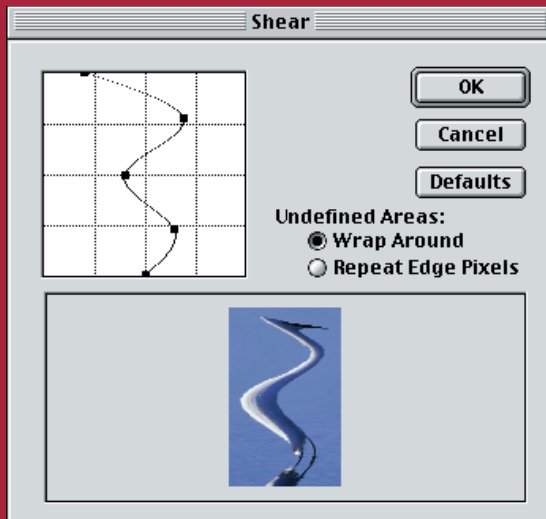 Shear
OK
Cancel
Defaults
Undefined Areas:
Wrap Around
Repeat Edge Pixels